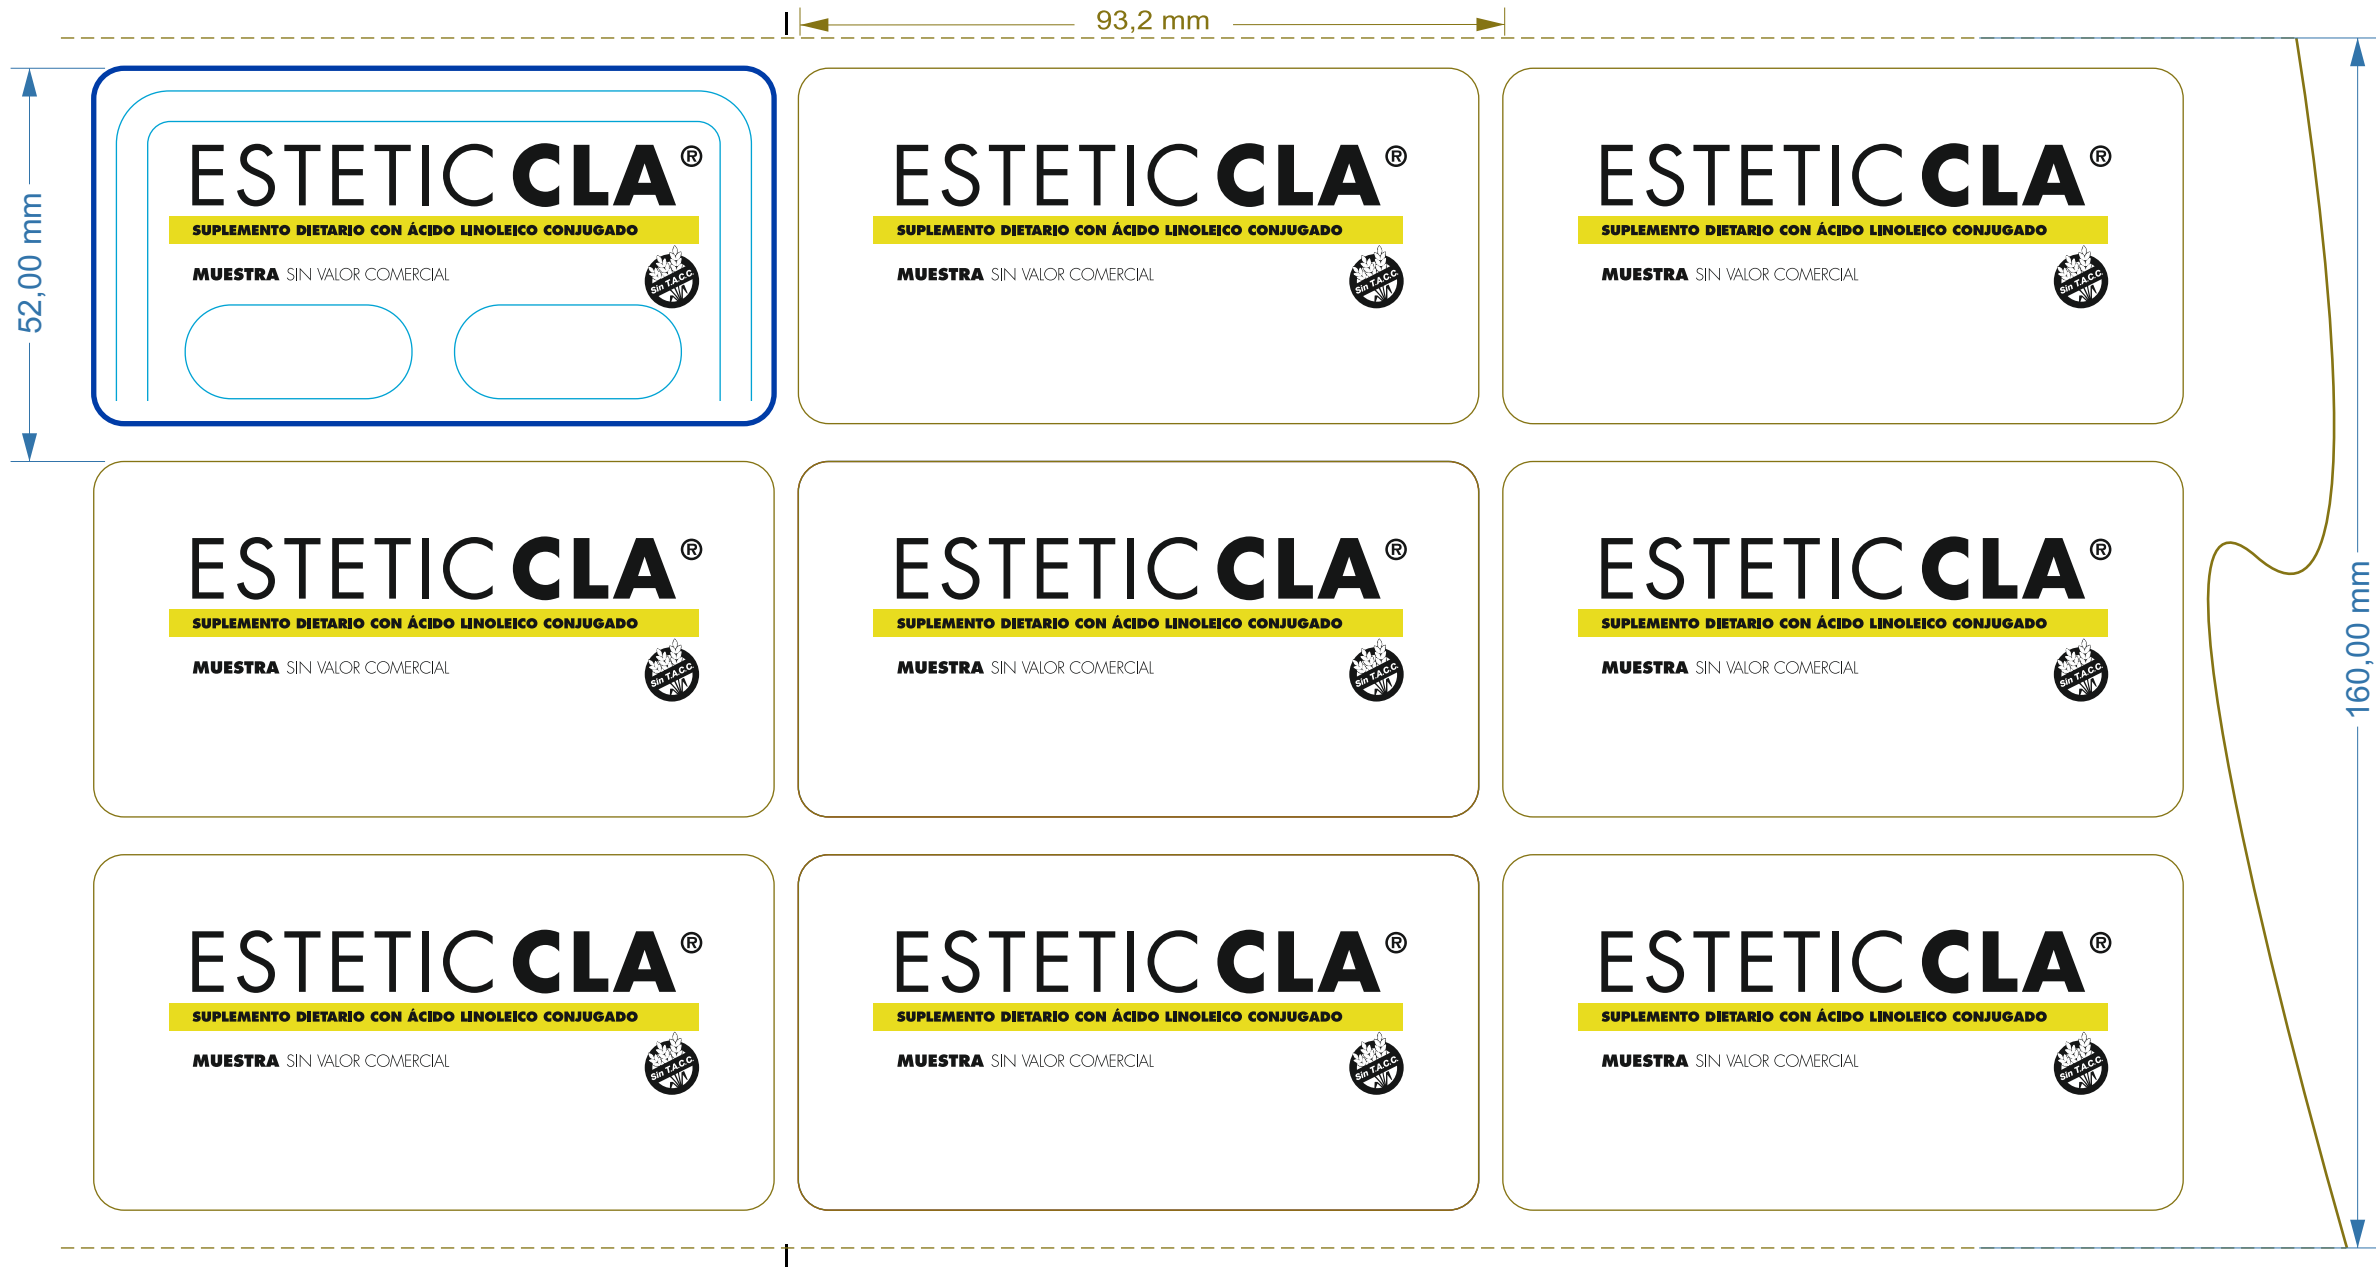 93,2 mm
52,00 mm
160,00 mm
ESTETIC CLA®
SUPLEMENTO DIETARIO CON ÁCIDO LINOLEICO CONJUGADO
MUESTRA SIN VALOR COMERCIAL
Sin T.A.C.C.
ESTETIC CLA®
SUPLEMENTO DIETARIO CON ÁCIDO LINOLEICO CONJUGADO
MUESTRA SIN VALOR COMERCIAL
Sin T.A.C.C.
ESTETIC CLA®
SUPLEMENTO DIETARIO CON ÁCIDO LINOLEICO CONJUGADO
MUESTRA SIN VALOR COMERCIAL
Sin T.A.C.C.
ESTETIC CLA®
SUPLEMENTO DIETARIO CON ÁCIDO LINOLEICO CONJUGADO
MUESTRA SIN VALOR COMERCIAL
Sin T.A.C.C.
ESTETIC CLA®
SUPLEMENTO DIETARIO CON ÁCIDO LINOLEICO CONJUGADO
MUESTRA SIN VALOR COMERCIAL
Sin T.A.C.C.
ESTETIC CLA®
SUPLEMENTO DIETARIO CON ÁCIDO LINOLEICO CONJUGADO
MUESTRA SIN VALOR COMERCIAL
Sin T.A.C.C.
ESTETIC CLA®
SUPLEMENTO DIETARIO CON ÁCIDO LINOLEICO CONJUGADO
MUESTRA SIN VALOR COMERCIAL
Sin T.A.C.C.
ESTETIC CLA®
SUPLEMENTO DIETARIO CON ÁCIDO LINOLEICO CONJUGADO
MUESTRA SIN VALOR COMERCIAL
Sin T.A.C.C.
ESTETIC CLA®
SUPLEMENTO DIETARIO CON ÁCIDO LINOLEICO CONJUGADO
MUESTRA SIN VALOR COMERCIAL
Sin T.A.C.C.